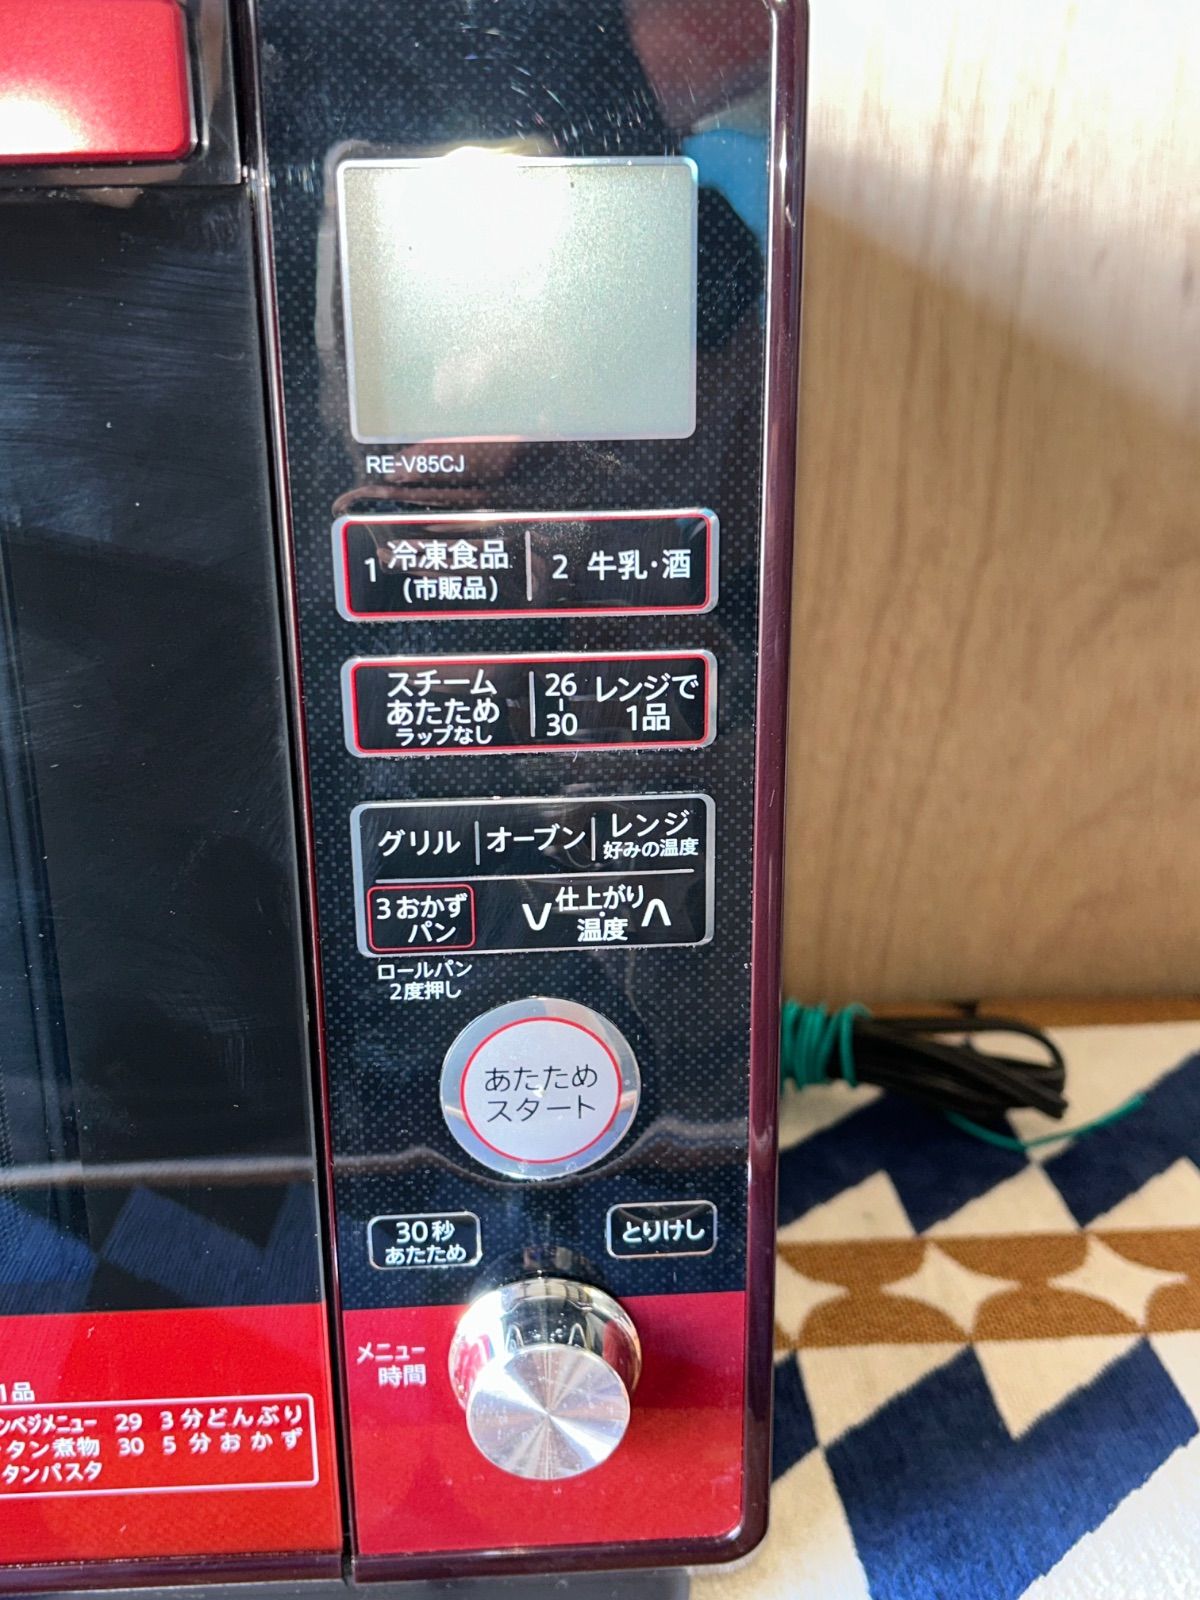 RE-V85CJ
1 冷凍食品 2 牛乳・酒
(市販品)
スチーム 26 レンジで
あたため - 1品
ラップなし 30
グリル オーブン レンジ
好みの温度
3 おかず ∨ 仕上がり ∧
パン 温度
ロールパン
2度押し
あたため
スタート
30秒 とりけし
あたため
メニュー
時間
1品
ンベジメニュー 29 3分どんぶり
タン煮物 30 5分おかず
タンパスタ